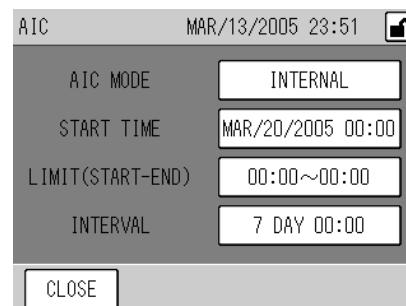 AIC MAR/13/2005 23:51
AIC MODE INTERNAL
START TIME MAR/20/2005 00:00
LIMIT(START-END) 00:00～00:00
INTERVAL 7 DAY 00:00
CLOSE